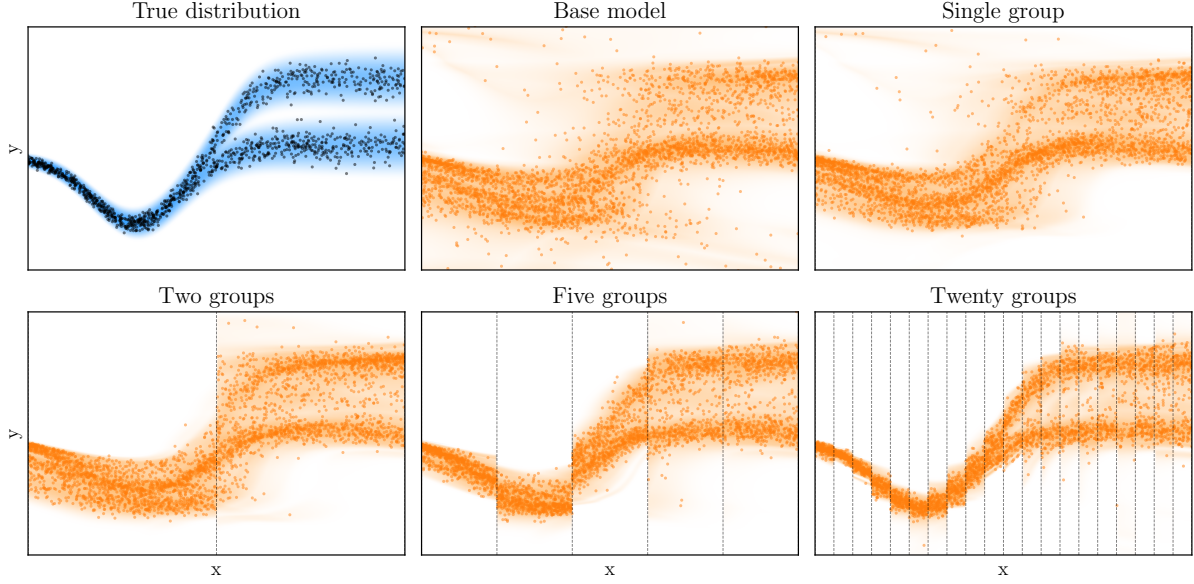 True distribution
Base model
Single group
y
Two groups
Five groups
Twenty groups
y
x
x
x